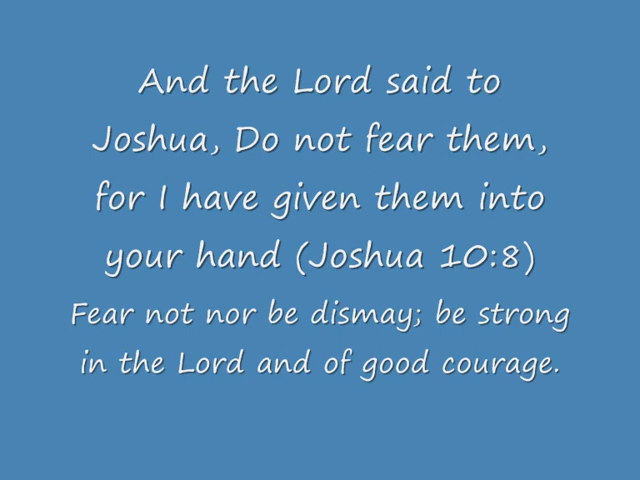 And the Lord said to
Joshua, Do not fear them,
for I have given them into
your hand (Joshua 10:8)
Fear not nor be dismay; be strong
in the Lord and of good courage.